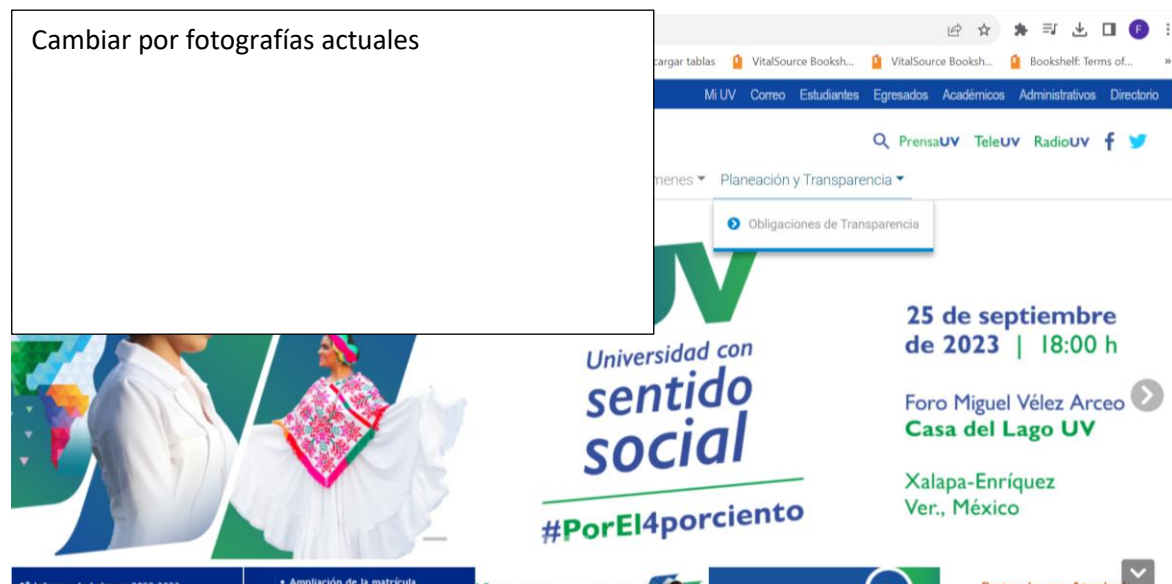 Cambiar por fotografías actuales
cargar tablas VitalSource Booksh... VitalSource Booksh... Bookshelf: Terms of... »
Mi UV Correo Estudiantes Egresados Académicos Administrativos Directorio
PrensaUV TeleUV RadioUV
Planeación y Transparencia
Obligaciones de Transparencia
UV
Universidad con
sentido
social
#PorEl4porciento
25 de septiembre
de 2023 | 18:00 h
Foro Miguel Vélez Arceo
Casa del Lago UV
Xalapa-Enríquez
Ver., México
• Ampliación de la matrícula